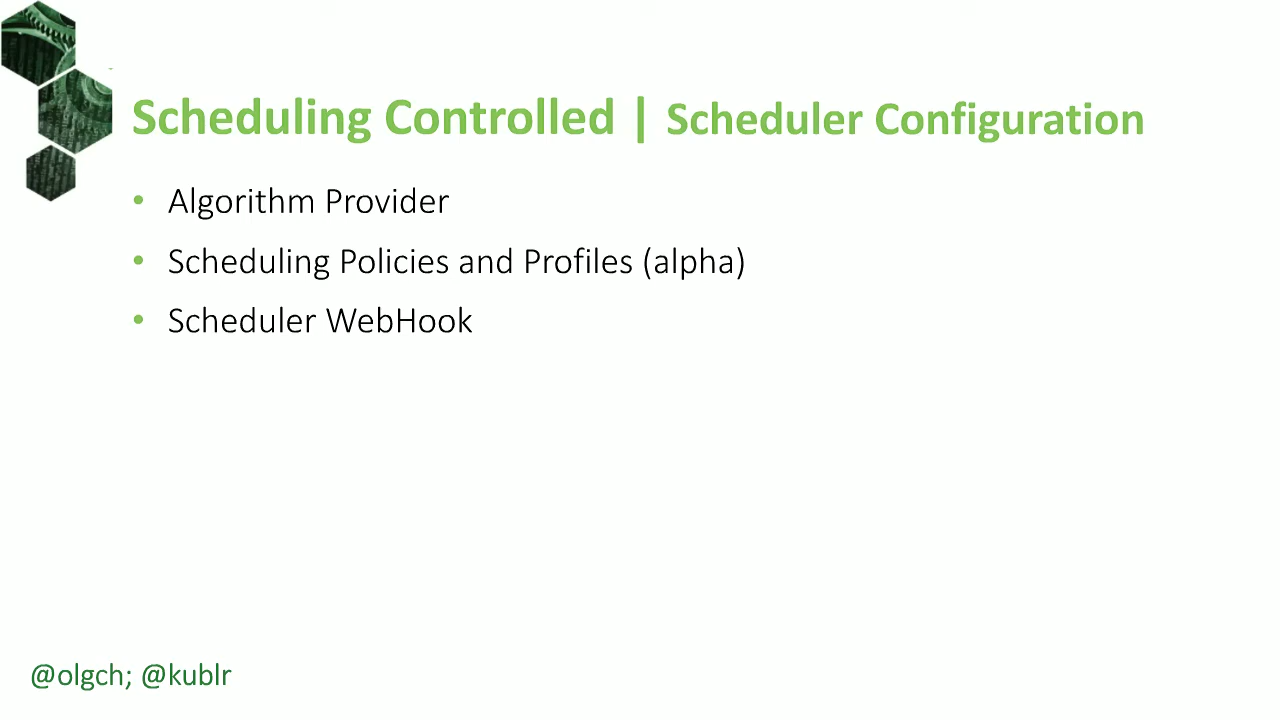 Scheduling Controlled | Scheduler Configuration
• Algorithm Provider
• Scheduling Policies and Profiles (alpha)
• Scheduler WebHook
@olgch; @kublr